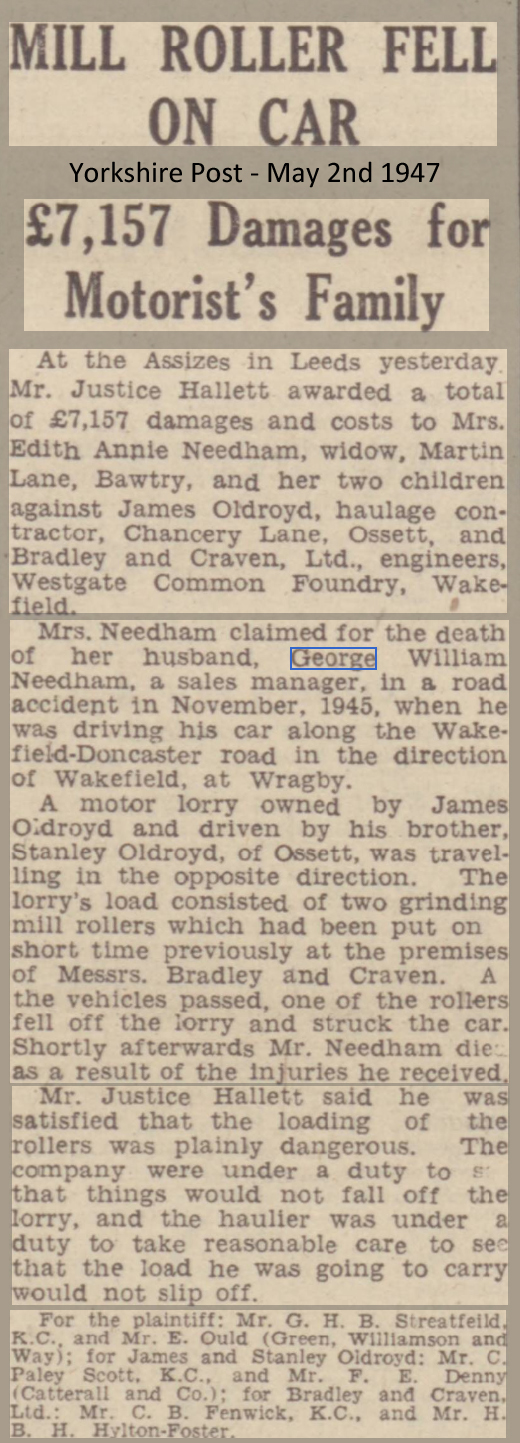 MILL ROLLER FELL
ON CAR
Yorkshire Post - May 2nd 1947
£7,157 Damages for
Motorist's Family
At the Assizes in Leeds yesterday
Mr. Justice Hallett awarded a total
of £7,157 damages and costs to Mrs.
Edith Annie Needham, widow, Martin
Lane, Bawtry, and her two children
against James Oldroyd, haulage con-
tractor, Chancery Lane, Ossett, and
Bradley and Craven, Ltd., engineers,
Westgate Common Foundry, Wake-
field.
Mrs. Needham claimed for the death
of her husband, George William
Needham, a sales manager, in a road
accident in November, 1945, when he
was driving his car along the Wake-
field-Doncaster road in the direction
of Wakefield, at Wragby.
A motor lorry owned by James
Oldroyd and driven by his brother,
Stanley Oldroyd, of Ossett, was travel-
ling in the opposite direction. The
lorry's load consisted of two grinding
mill rollers which had been put on
short time previously at the premises
of Messrs. Bradley and Craven. A
the vehicles passed, one of the rollers
fell off the lorry and struck the car.
Shortly afterwards Mr. Needham die
as a result of the injuries he received.
Mr. Justice Hallett said he was
satisfied that the loading of the
rollers was plainly dangerous. The
company were under a duty to s
that things would not fall off the
lorry, and the haulier was under a
duty to take reasonable care to see
that the load he was going to carry
would not slip off.
For the plaintiff: Mr. G. H. B. Streatfeild,
K.C., and Mr. E. Ould (Green, Williamson and
Way); for James and Stanley Oldroyd: Mr. C.
Paley Scott, K.C., and Mr. F. E. Denny
(Catterall and Co.); for Bradley and Craven,
Ltd.: Mr. C. B. Fenwick, K.C., and Mr. H.
B. H. Hylton-Foster.